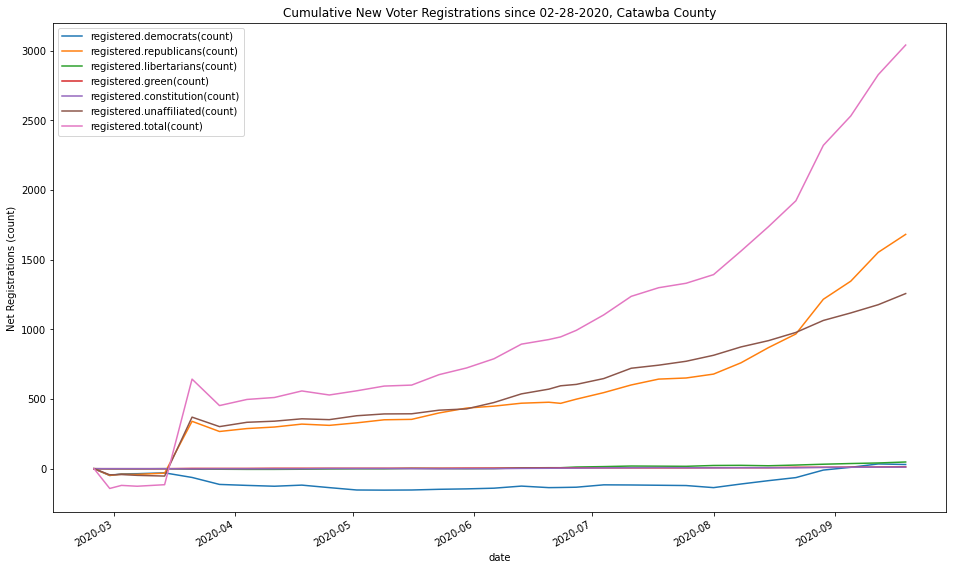 Cumulative New Voter Registrations since 02-28-2020, Catawba County
registered.democrats(count)
registered.republicans(count)
registered.libertarians(count)
registered.green(count)
registered.constitution(count)
registered.unaffiliated(count)
registered.total(count)
3000
2500
2000
1500
1000
500
0
Net Registrations (count)
2020-03
2020-04
2020-05
2020-06
2020-07
2020-08
2020-09
date